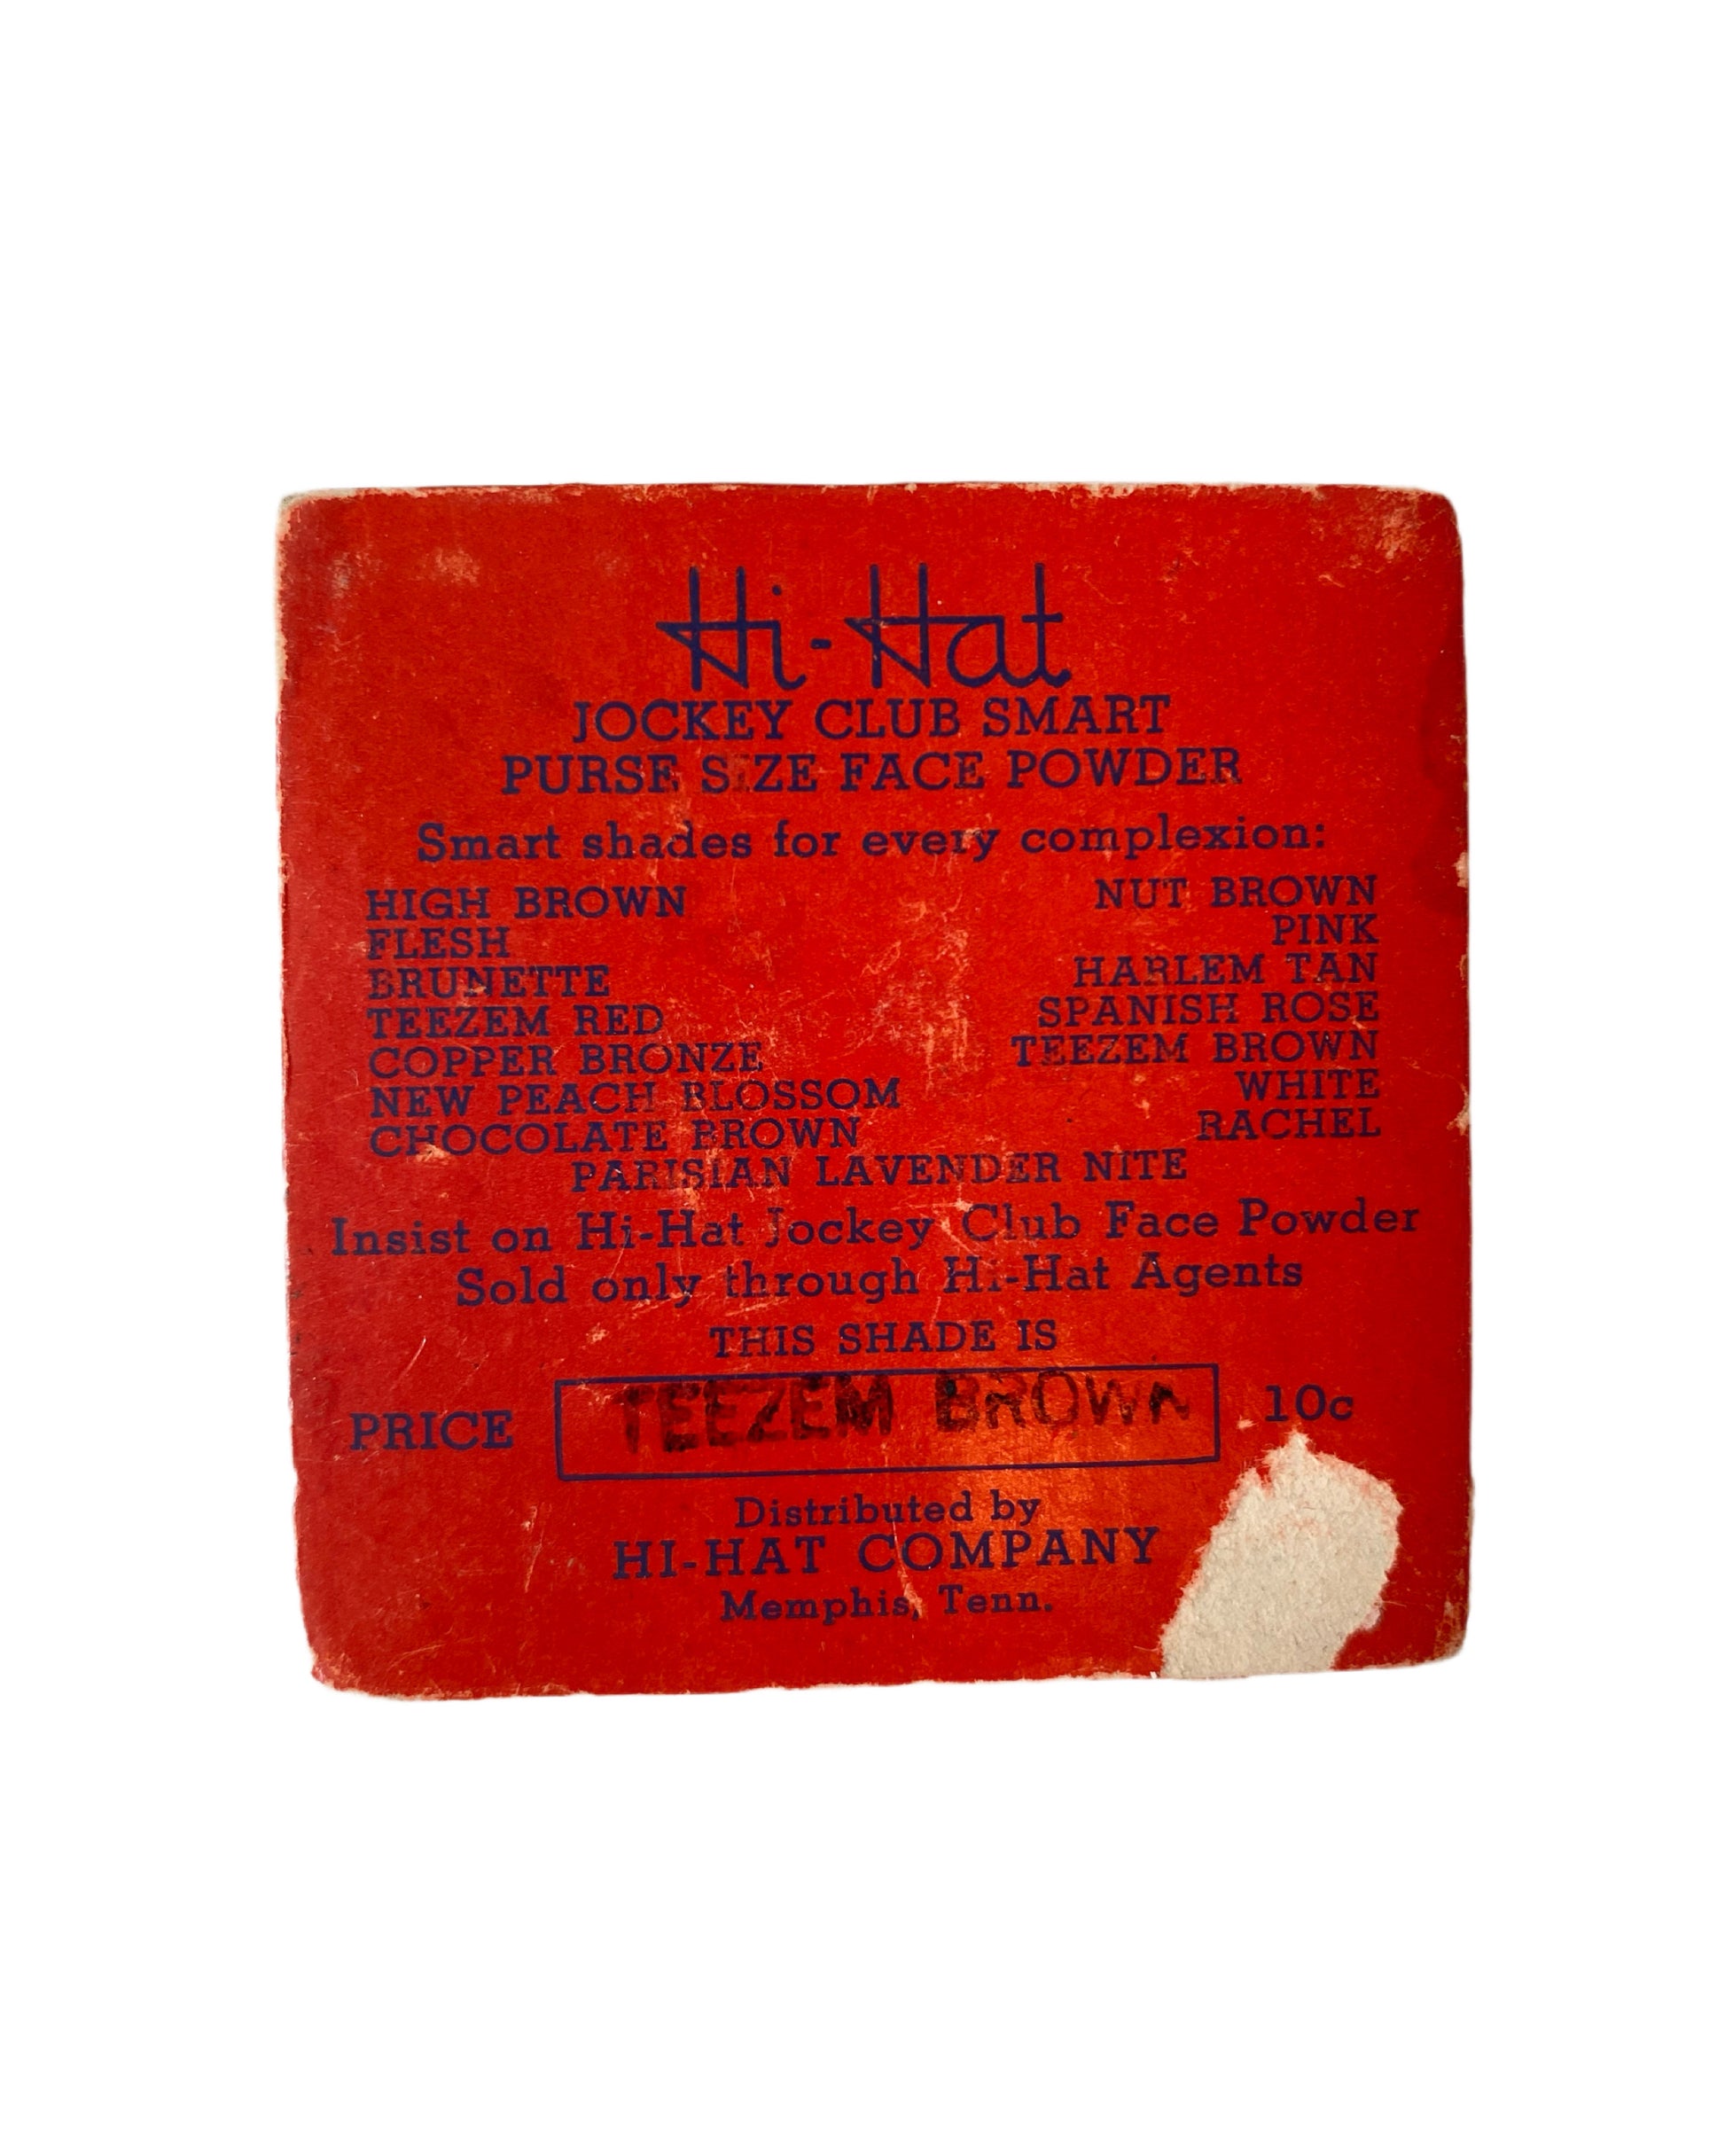 Hi-Hat
JOCKEY CLUB SMART
PURSE SIZE FACE POWDER
Smart shades for every complexion:
HIGH BROWN NUT BROWN
FLESH PINK
BRUNETTE HARLEM TAN
TEEZEM RED SPANISH ROSE
COPPER BRONZE TEEZEM BROWN
NEW PEACH BLOSSOM WHITE
CHOCOLATE BROWN RACHEL
PARISIAN LAVENDER NITE
Insist on Hi-Hat Jockey Club Face Powder
Sold only through Hi-Hat Agents
THIS SHADE IS
PRICE TEEZEM BROWN 10c
Distributed by
HI-HAT COMPANY
Memphis, Tenn.